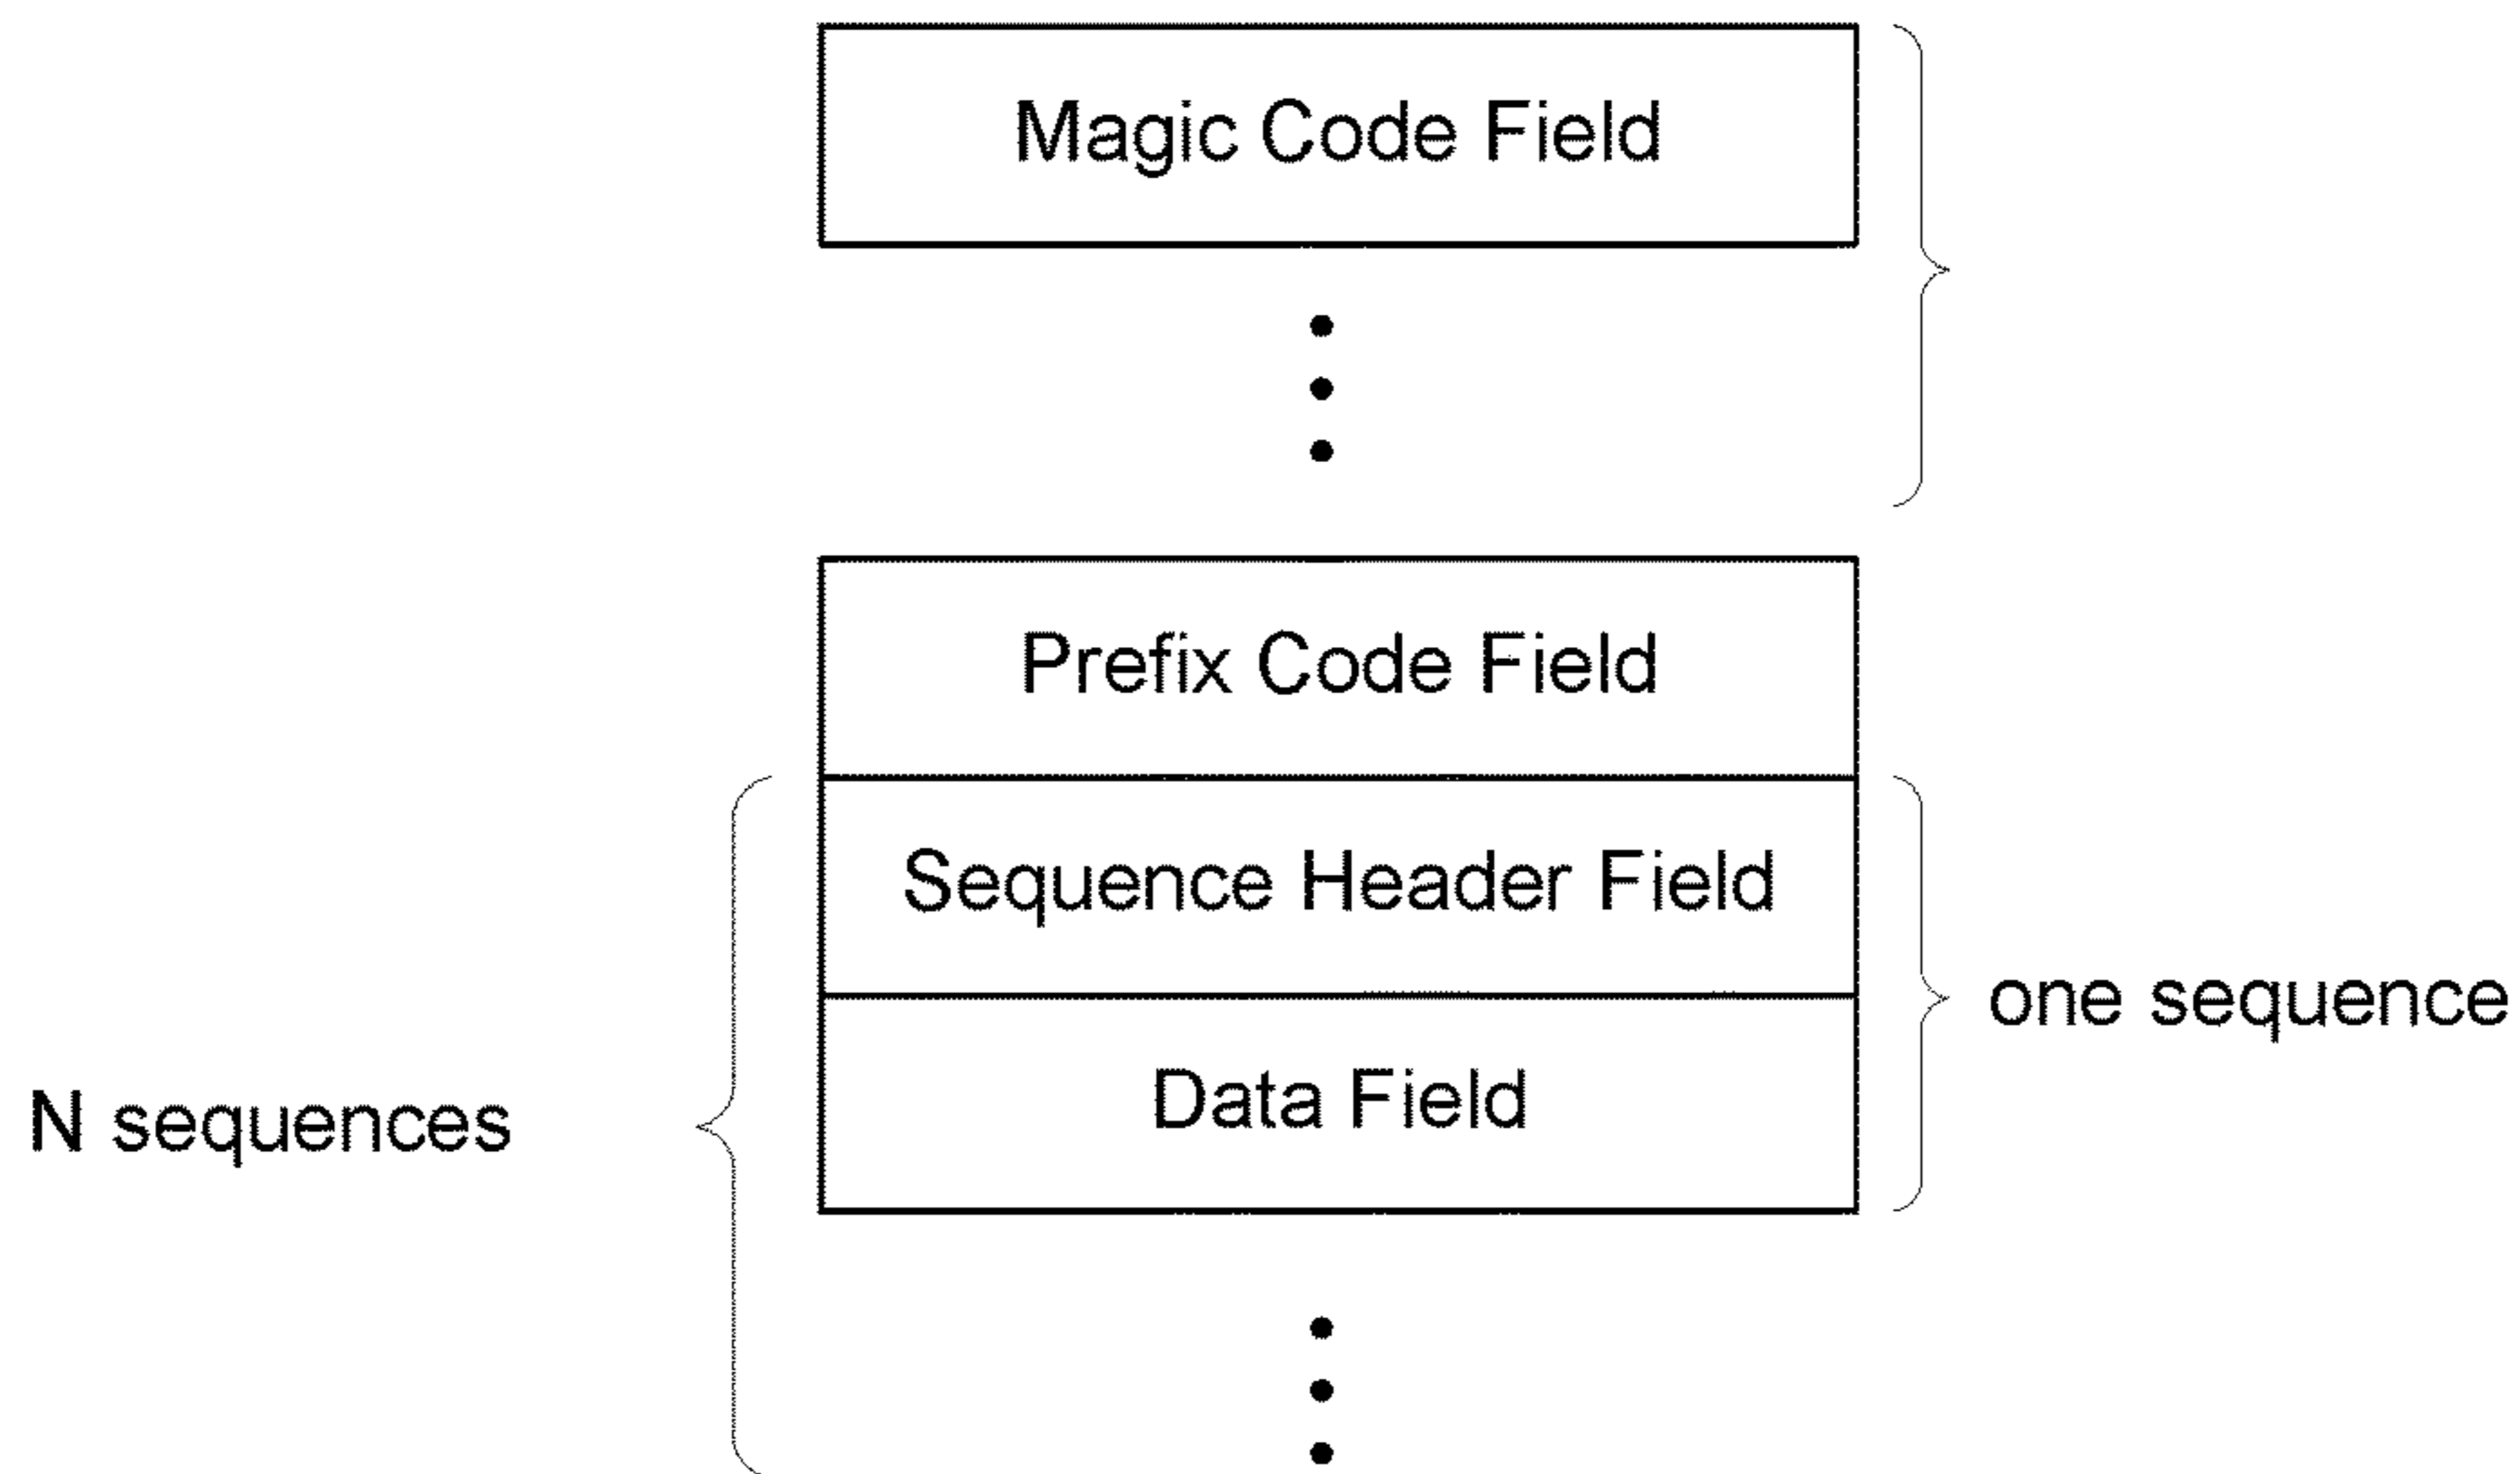 Magic Code Field
Prefix Code Field
Sequence Header Field
one sequence
Data Field
N sequences